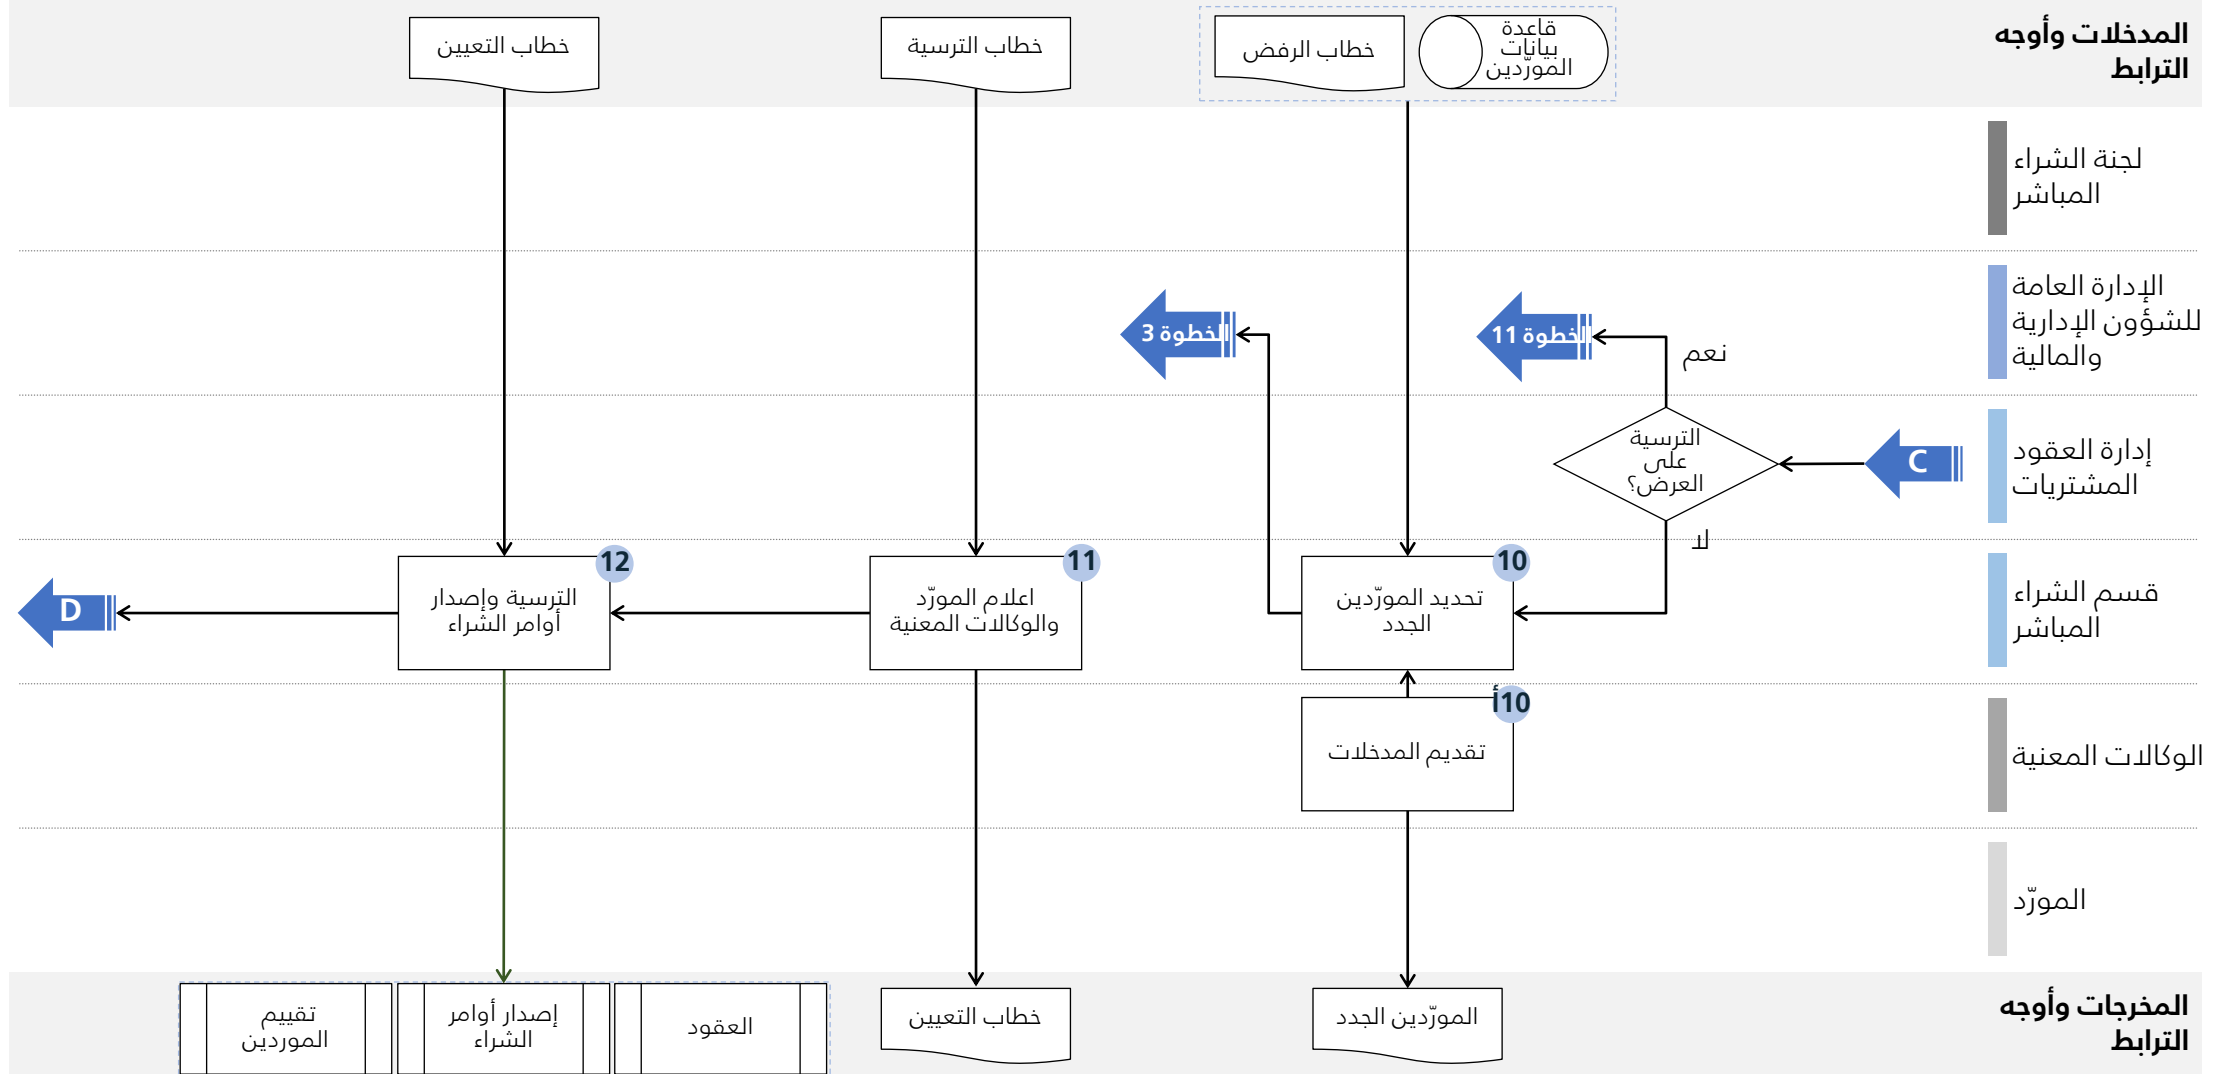 المدخلات وأوجه
الترابط
قاعدة
بيانات
المورّدين
خطاب الرفض
خطاب الترسية
خطاب التعيين
لجنة الشراء
المباشر
الإدارة العامة
للشؤون الإدارية
والمالية
نعم
الخطوة 11
الخطوة 3
إدارة العقود
المشتريات
C
الترسية
على
العرض؟
لا
قسم الشراء
المباشر
10
تحديد المورّدين
الجدد
11
اعلام المورّد
والوكالات المعنية
12
الترسية وإصدار
أوامر الشراء
D
الوكالات المعنية
10أ
تقديم المدخلات
المورّد
المخرجات وأوجه
الترابط
المورّدين الجدد
خطاب التعيين
العقود
إصدار أوامر
الشراء
تقييم
الموردين